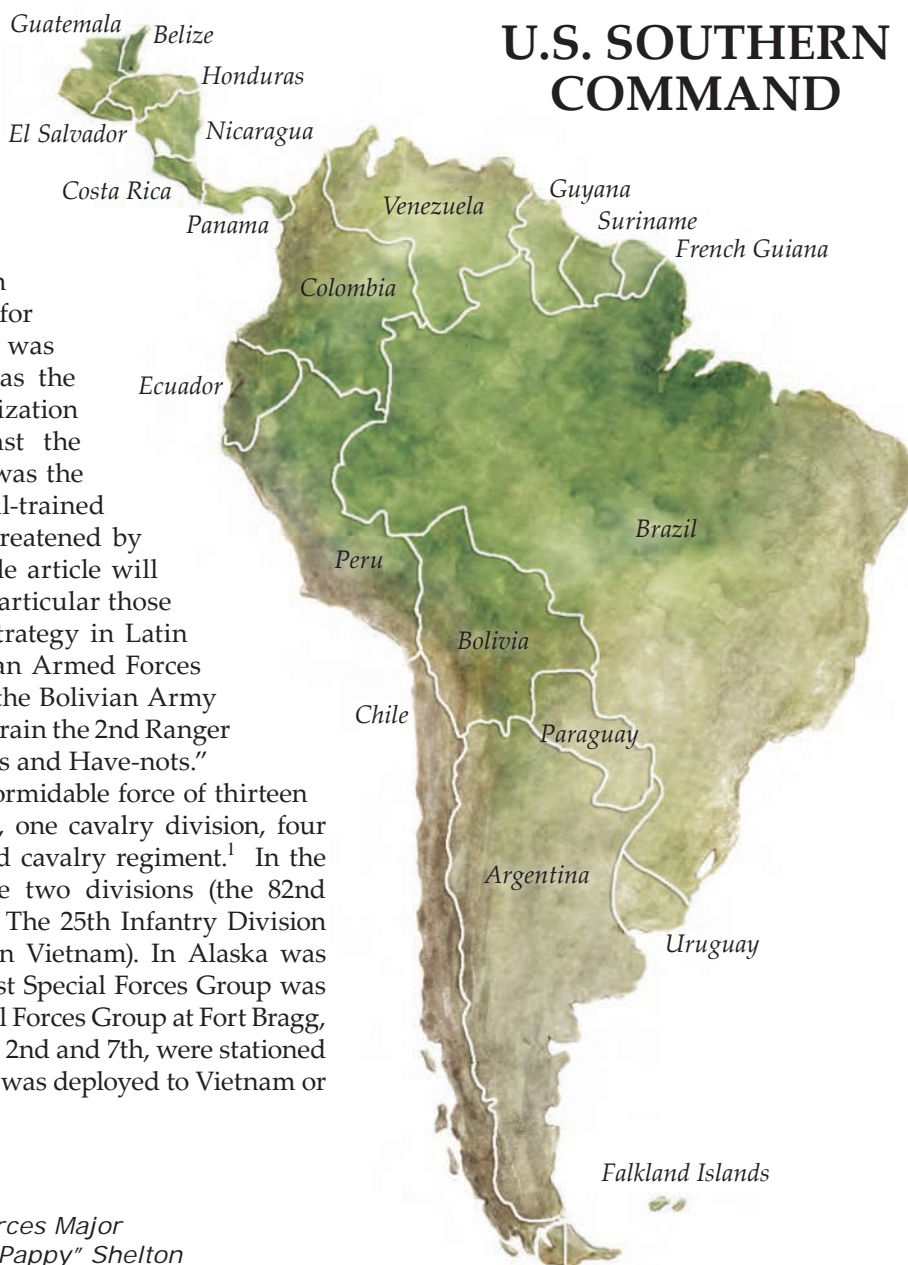 U.S. SOUTHERN
COMMAND
Guatemala
Belize
Honduras
El Salvador
Nicaragua
Costa Rica
Panama
Venezuela
Guyana
Suriname
French Guiana
Colombia
Ecuador
Brazil
Peru
Bolivia
Chile
Paraguay
Argentina
Uruguay
Falkland Islands
for
was
as the
ization
ast the
was the
l-trained
reatened by
le article will
articular those
trategy in Latin
an Armed Forces
the Bolivian Army
rain the 2nd Ranger
s and Have-nots.”
ormidable force of thirteen
, one cavalry division, four
d cavalry regiment.1 In the
e two divisions (the 82nd
The 25th Infantry Division
n Vietnam). In Alaska was
st Special Forces Group was
l Forces Group at Fort Bragg,
2nd and 7th, were stationed
was deployed to Vietnam or
rces Major
Pappy” Shelton